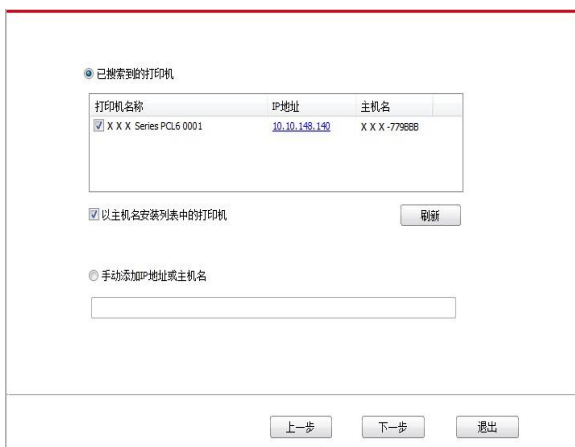 已搜索到的打印机
打印机名称 IP地址 主机名
X X X Series PCL6 0001 10.10.148.140 X X X -779BBB
以主机名安装列表中的打印机 刷新
手动添加IP地址或主机名
上一步 下一步 退出